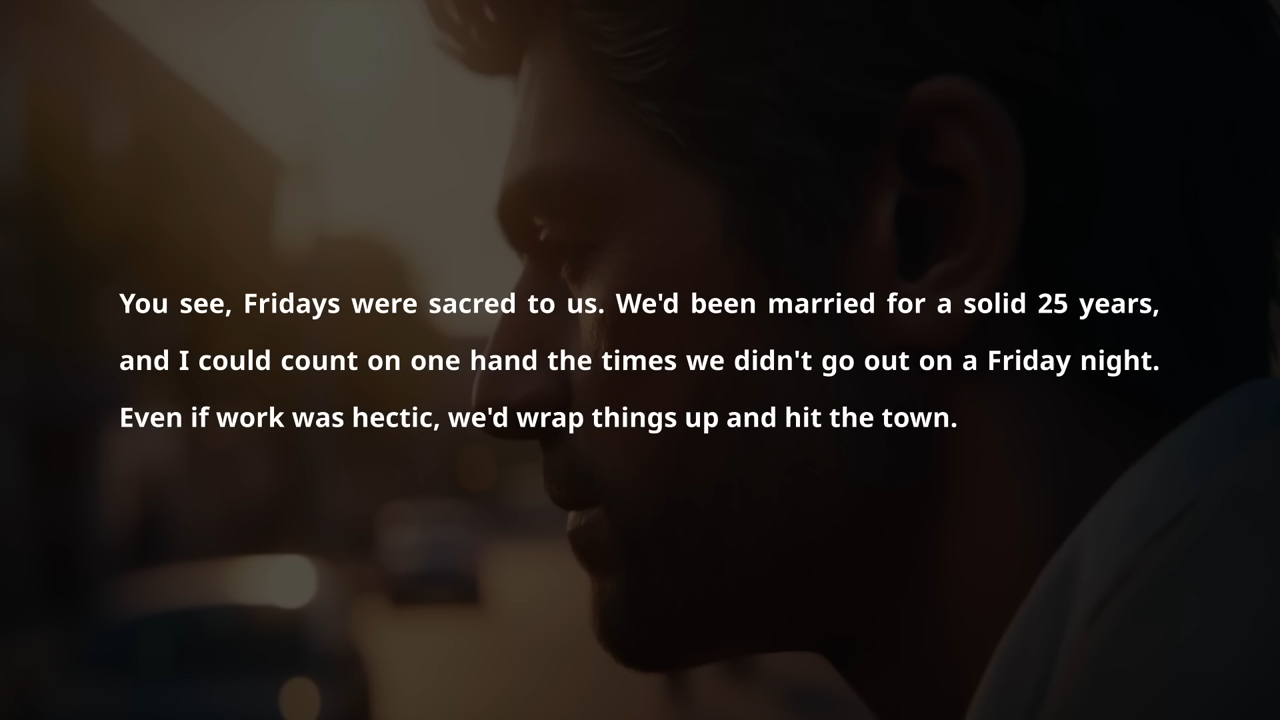 You see, Fridays were sacred to us. We'd been married for a solid 25 years,
and I could count on one hand the times we didn't go out on a Friday night.
Even if work was hectic, we'd wrap things up and hit the town.